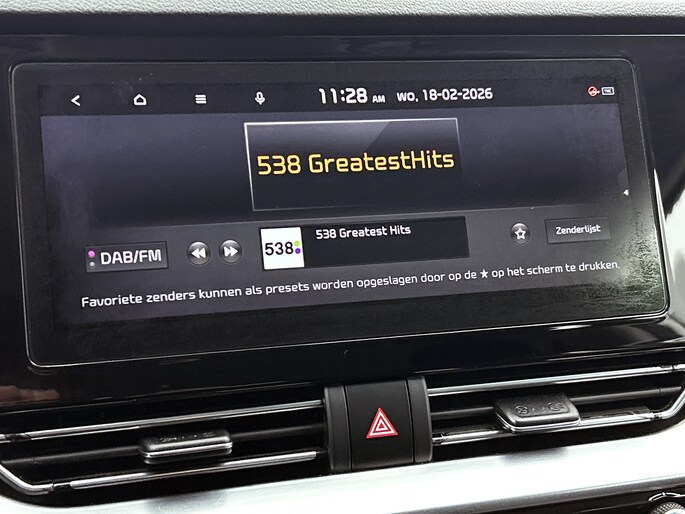 11:28 AM WO, 18-02-2026
538 GreatestHits
538 Greatest Hits
538
DAB/FM
Zenderlijst
Favoriete zenders kunnen als presets worden opgeslagen door op de ★ op het scherm te drukken.